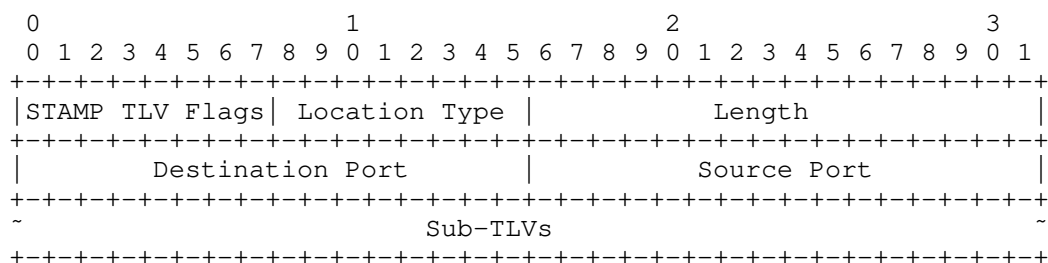 0                   1                   2                   3
 0 1 2 3 4 5 6 7 8 9 0 1 2 3 4 5 6 7 8 9 0 1 2 3 4 5 6 7 8 9 0 1
+-+-+-+-+-+-+-+-+-+-+-+-+-+-+-+-+-+-+-+-+-+-+-+-+-+-+-+-+-+-+-+-+
|STAMP TLV Flags| Location Type |           Length              |
+-+-+-+-+-+-+-+-+-+-+-+-+-+-+-+-+-+-+-+-+-+-+-+-+-+-+-+-+-+-+-+-+
|        Destination Port       |          Source Port          |
+-+-+-+-+-+-+-+-+-+-+-+-+-+-+-+-+-+-+-+-+-+-+-+-+-+-+-+-+-+-+-+-+
~                         Sub-TLVs                              ~
+-+-+-+-+-+-+-+-+-+-+-+-+-+-+-+-+-+-+-+-+-+-+-+-+-+-+-+-+-+-+-+-+